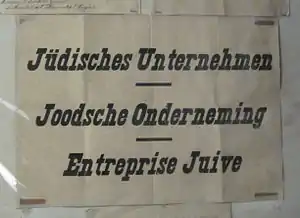 Jüdisches Unternehmen
Joodsche Onderneming
Entreprise Juive